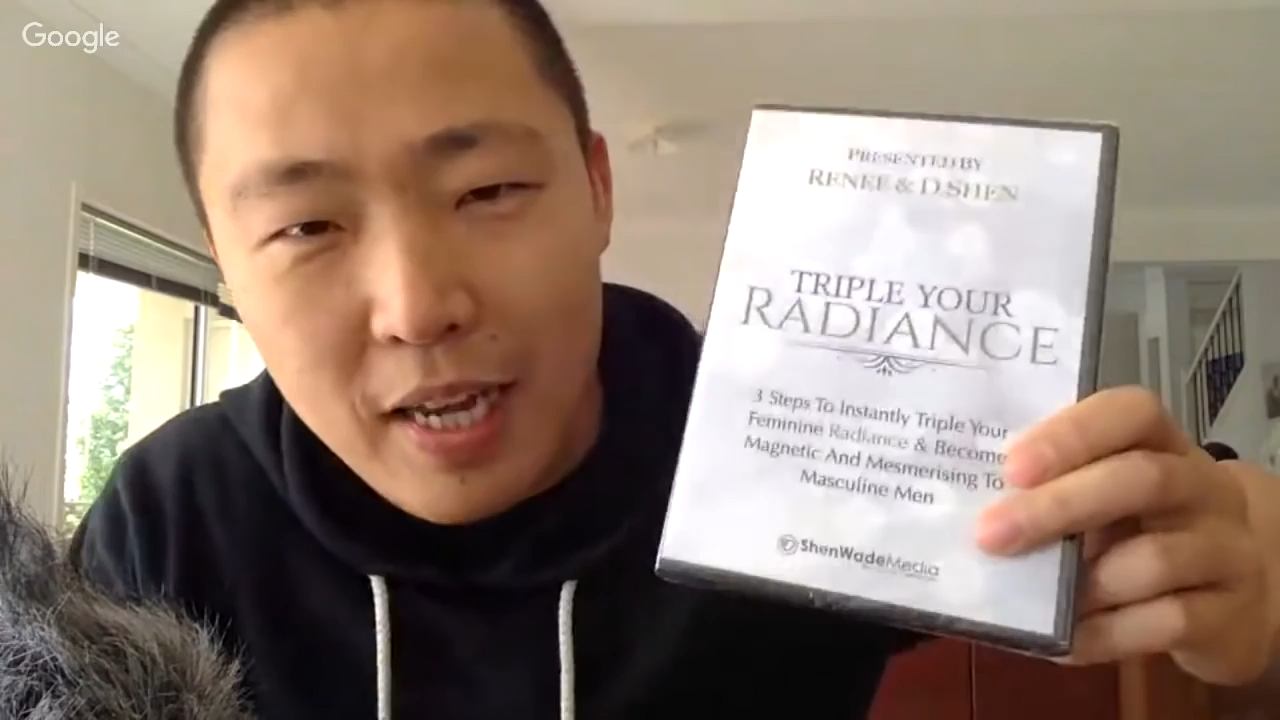 Google
PRESENTED BY
RENEE & D.SHEN
TRIPLE YOUR
RADIANCE
3 Steps To Instantly Triple Your
Feminine Radiance & Become
Magnetic And Mesmerising To
Masculine Men
ShenWadeMedia